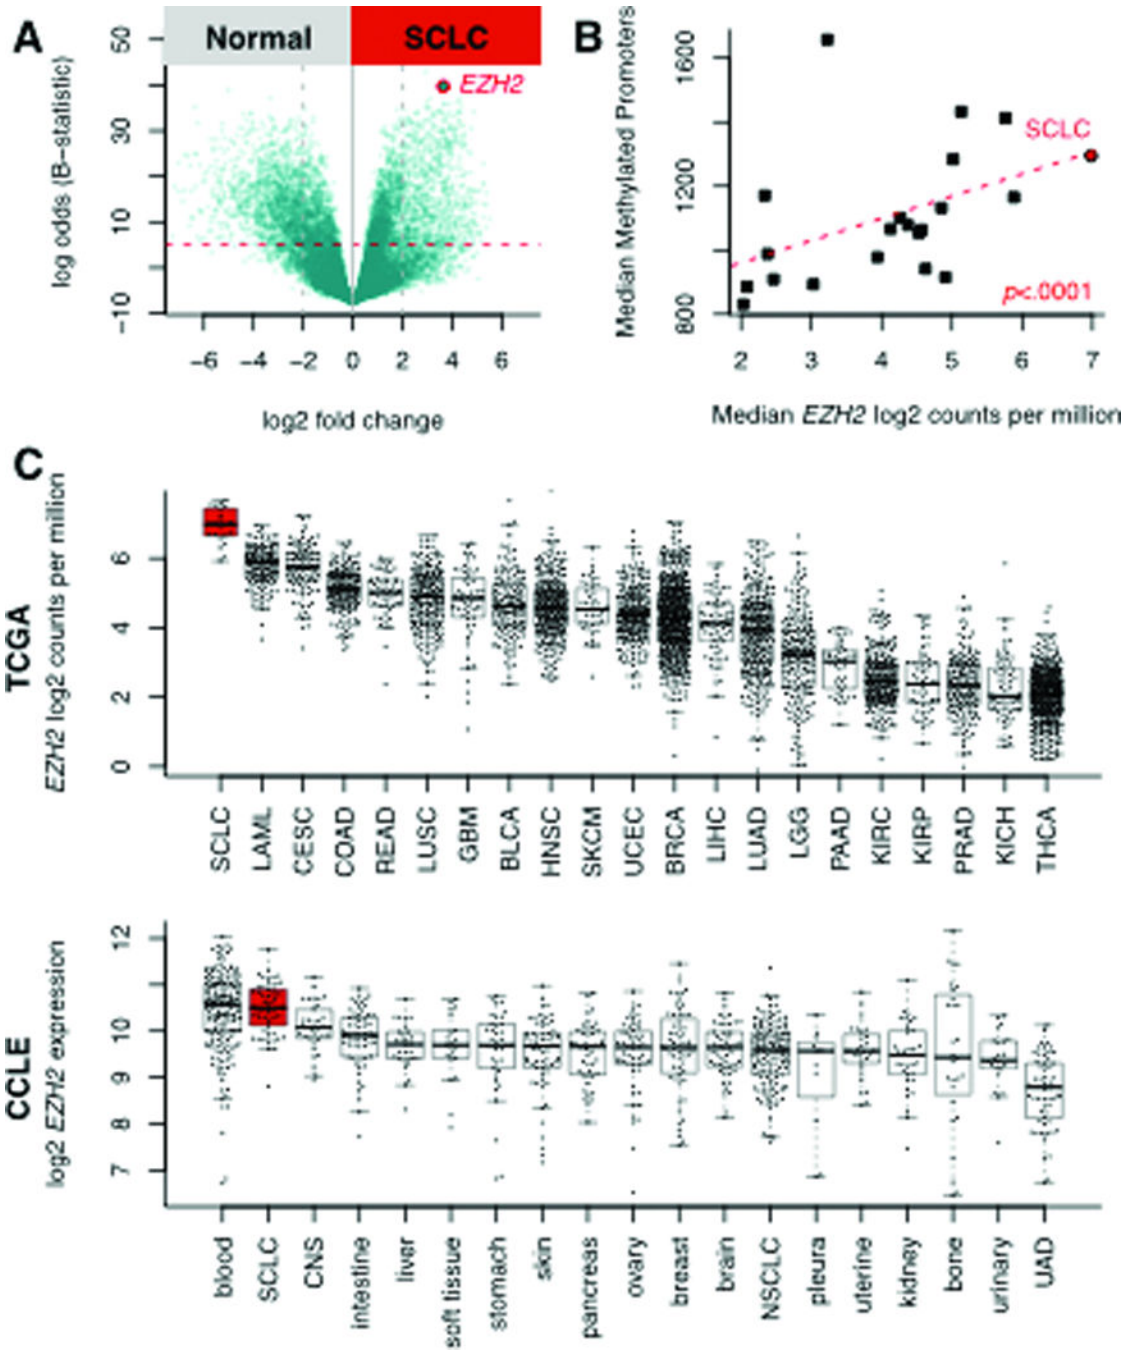 A
Normal
SCLC
EZH2
log odds (B−statistic)
50
30
10
−10
−6
−4
−2
0
2
4
6
log2 fold change
B
Median Methylated Promoters
1600
1200
800
SCLC
p<.0001
2
3
4
5
6
7
Median EZH2 log2 counts per million
C
TCGA
EZH2 log2 counts per million
6
4
2
0
SCLC
LAML
CESC
COAD
READ
LUSC
GBM
BLCA
HNSC
SKCM
UCEC
BRCA
LIHC
LUAD
LGG
PAAD
KIRC
KIRP
PRAD
KICH
THCA
CCLE
log2 EZH2 expression
12
10
9
8
7
blood
SCLC
CNS
intestine
liver
soft tissue
stomach
skin
pancreas
ovary
breast
brain
NSCLC
pleura
uterine
kidney
bone
urinary
UAD